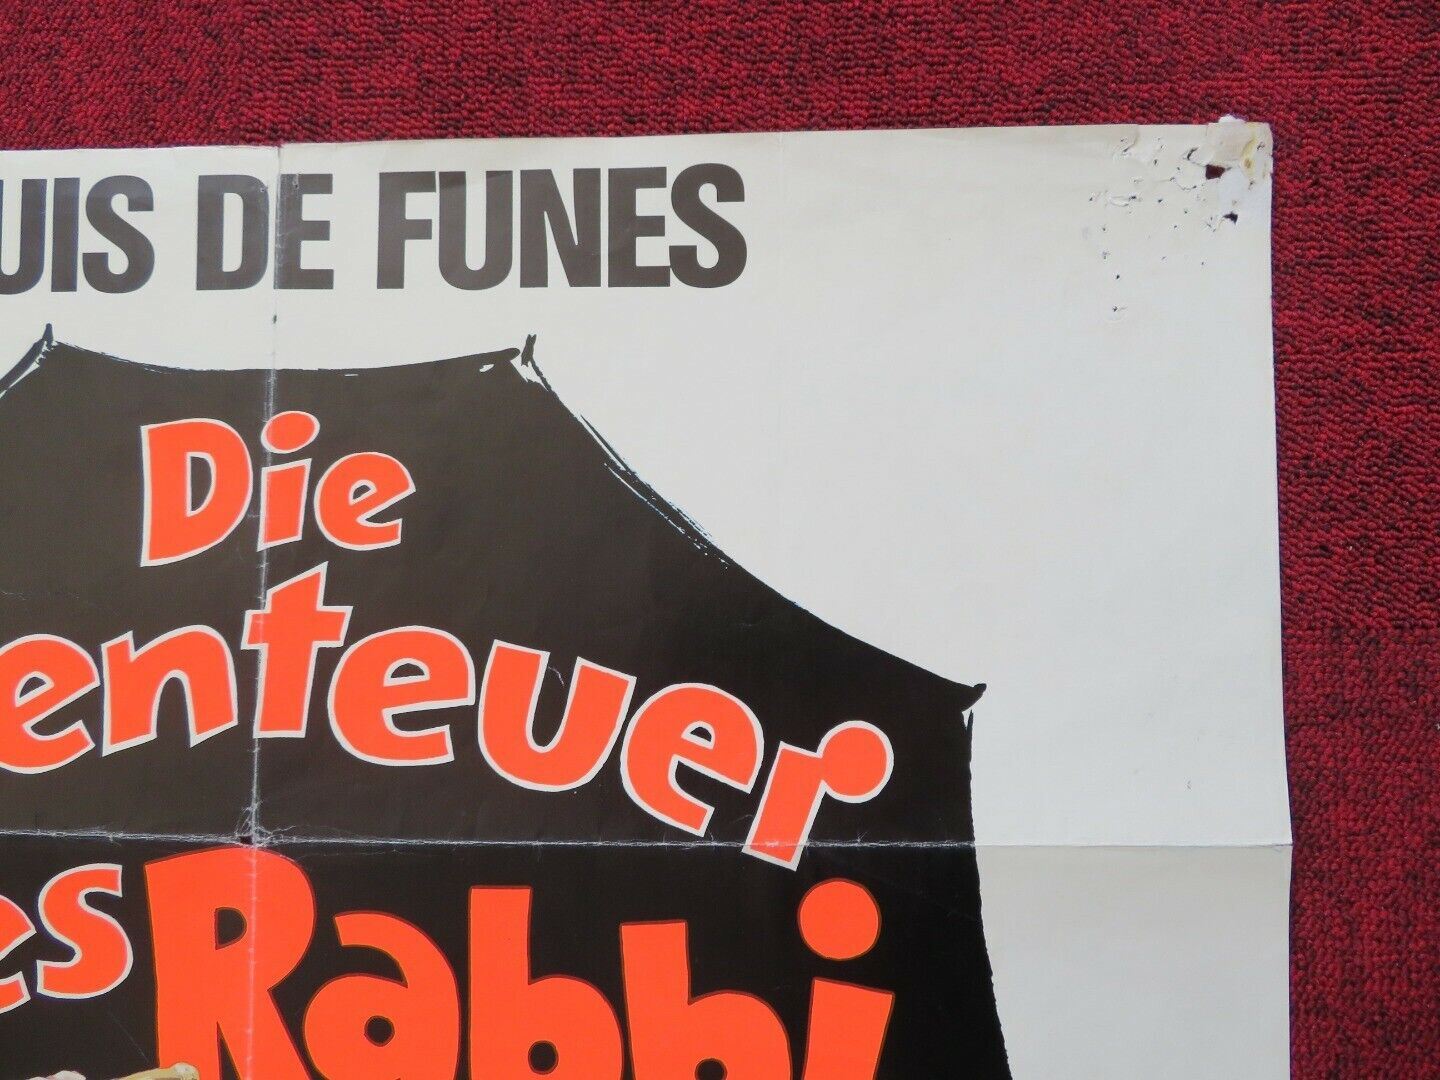 UIS DE FUNES
Die
enteuer
es Rabbi